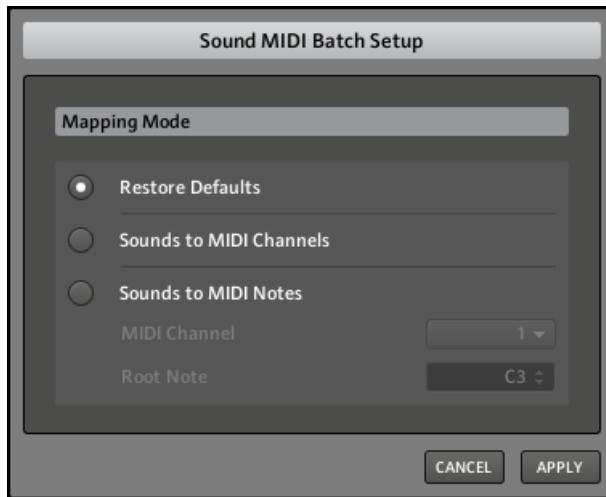 Sound MIDI Batch Setup
Mapping Mode
Restore Defaults
Sounds to MIDI Channels
Sounds to MIDI Notes
MIDI Channel 1
Root Note C3
CANCEL APPLY